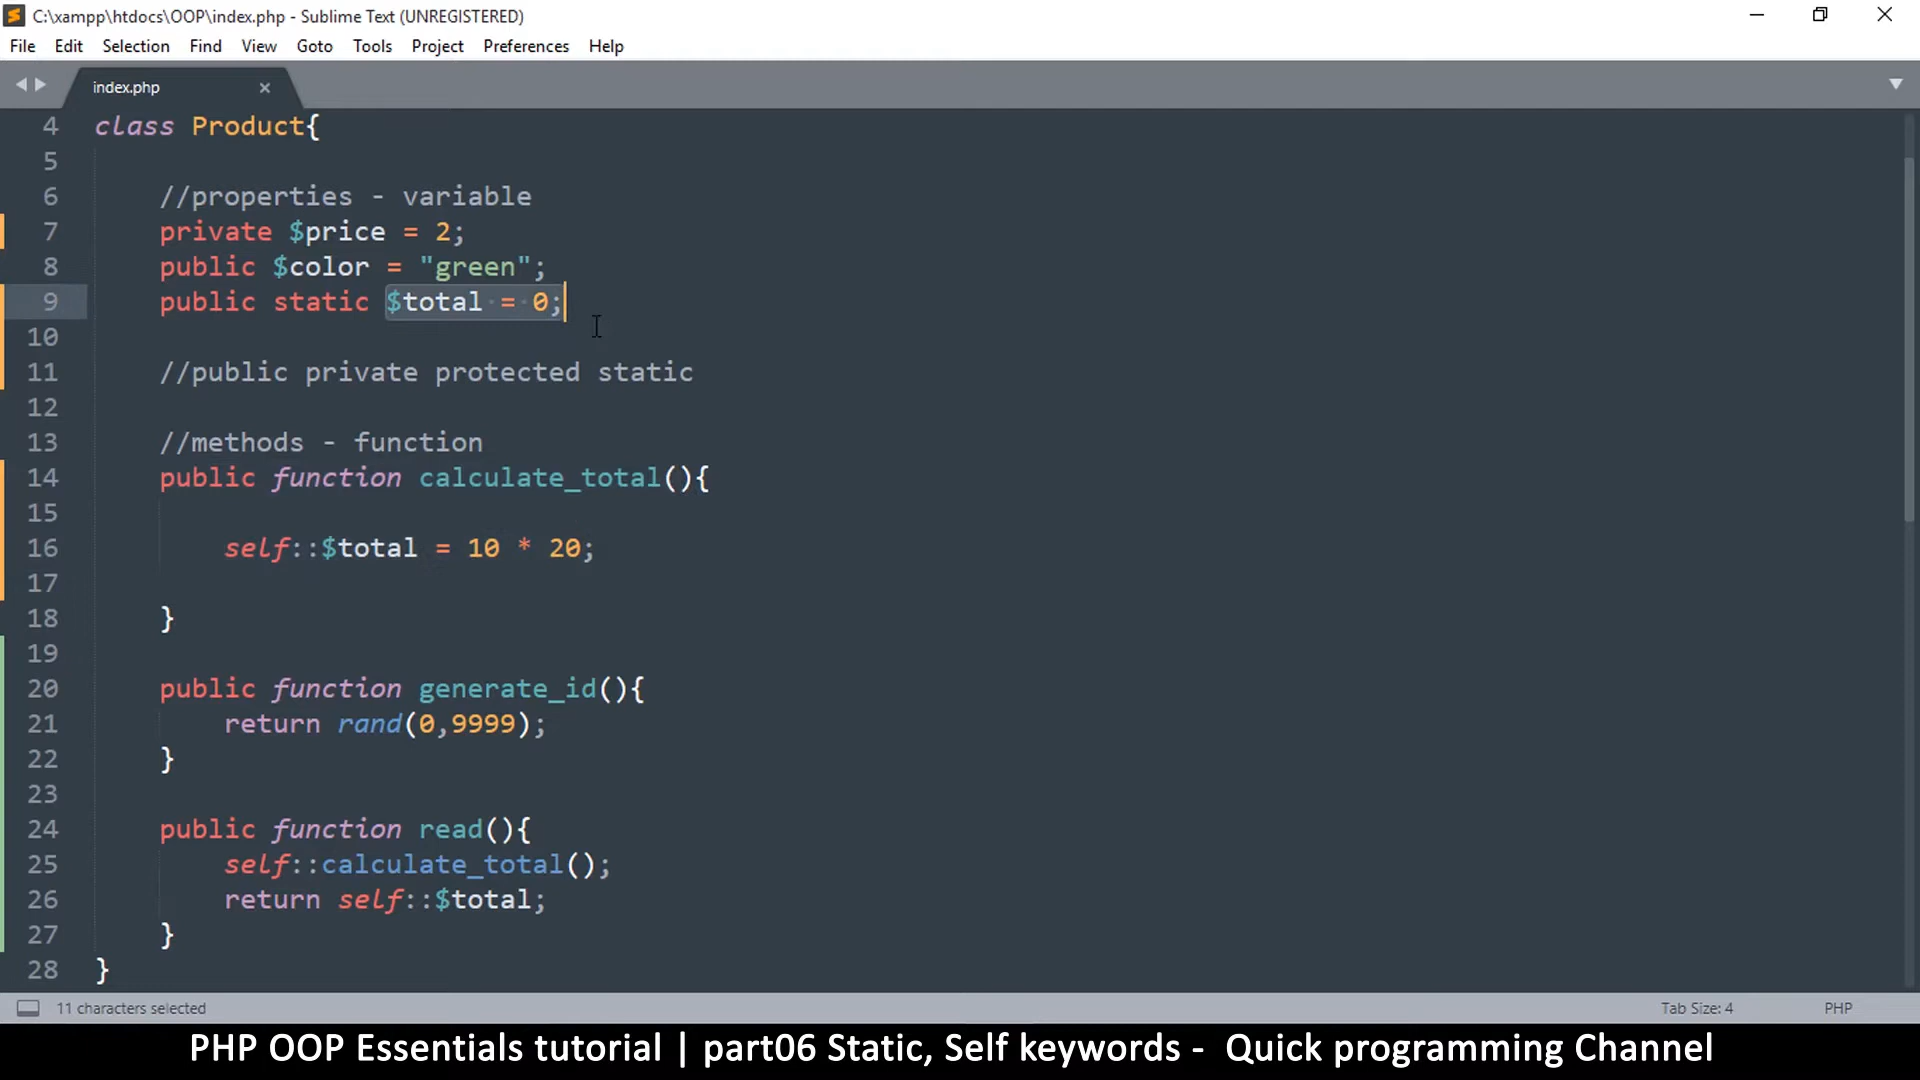 C:\xampp\htdocs\OOP\index.php - Sublime Text (UNREGISTERED)
File Edit Selection Find View Goto Tools Project Preferences Help
index.php
4 class Product{
5
6 //properties - variable
7 private $price = 2;
8 public $color = "green";
9 public static $total = 0;
10
11 //public private protected static
12
13 //methods - function
14 public function calculate_total(){
15
16 self::$total = 10 * 20;
17
18 }
19
20 public function generate_id(){
21 return rand(0,9999);
22 }
23
24 public function read(){
25 self::calculate_total();
26 return self::$total;
27 }
28 }
11 characters selected Tab Size: 4 PHP
PHP OOP Essentials tutorial | part06 Static, Self keywords - Quick programming Channel